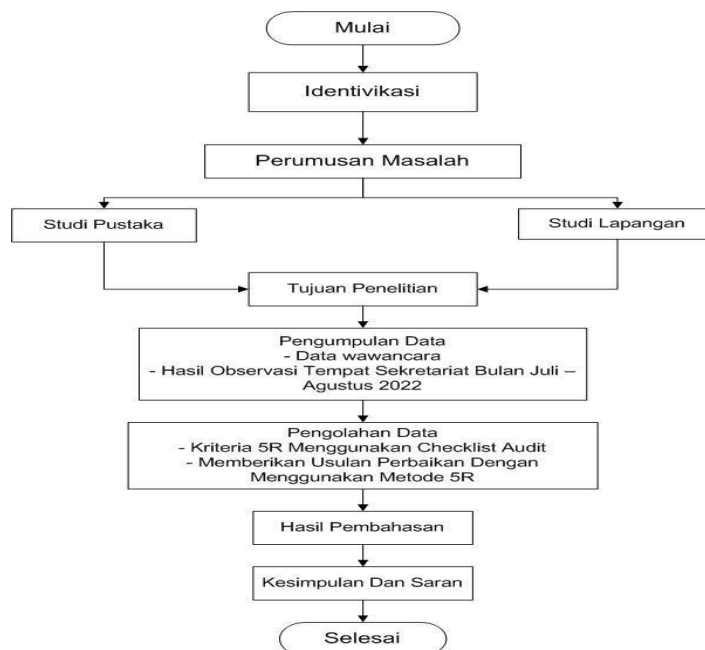 Mulai
Identivikasi
Perumusan Masalah
Studi Pustaka
Studi Lapangan
Tujuan Penelitian
Pengumpulan Data
- Data wawancara
- Hasil Observasi Tempat Sekretariat Bulan Juli –
Agustus 2022
Pengolahan Data
- Kriteria 5R Menggunakan Checklist Audit
- Memberikan Usulan Perbaikan Dengan
Menggunakan Metode 5R
Hasil Pembahasan
Kesimpulan Dan Saran
Selesai